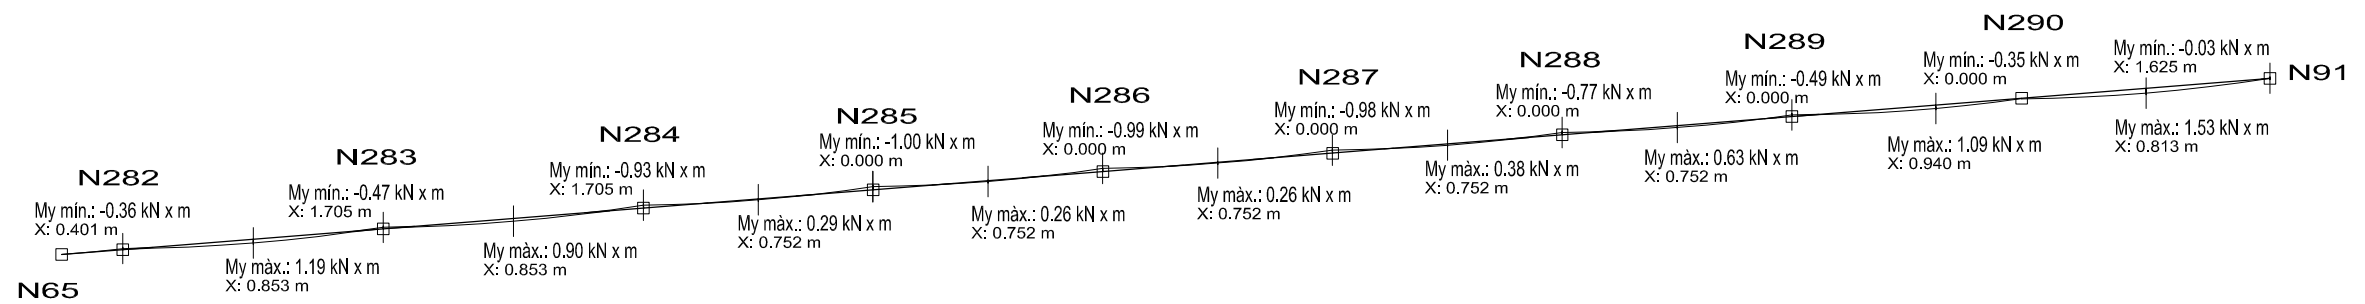 N65
N282
My mín.: -0.36 kN x m
X: 0.401 m
My màx.: 1.19 kN x m
X: 0.853 m
N283
My mín.: -0.47 kN x m
X: 1.705 m
My màx.: 0.90 kN x m
X: 0.853 m
N284
My mín.: -0.93 kN x m
X: 1.705 m
My màx.: 0.29 kN x m
X: 0.752 m
N285
My mín.: -1.00 kN x m
X: 0.000 m
My màx.: 0.26 kN x m
X: 0.752 m
N286
My mín.: -0.99 kN x m
X: 0.000 m
My màx.: 0.26 kN x m
X: 0.752 m
N287
My mín.: -0.98 kN x m
X: 0.000 m
My màx.: 0.38 kN x m
X: 0.752 m
N288
My mín.: -0.77 kN x m
X: 0.000 m
My màx.: 0.63 kN x m
X: 0.752 m
N289
My mín.: -0.49 kN x m
X: 0.000 m
My màx.: 1.09 kN x m
X: 0.940 m
N290
My mín.: -0.35 kN x m
X: 0.000 m
My mín.: -0.03 kN x m
X: 1.625 m
My màx.: 1.53 kN x m
X: 0.813 m
N91